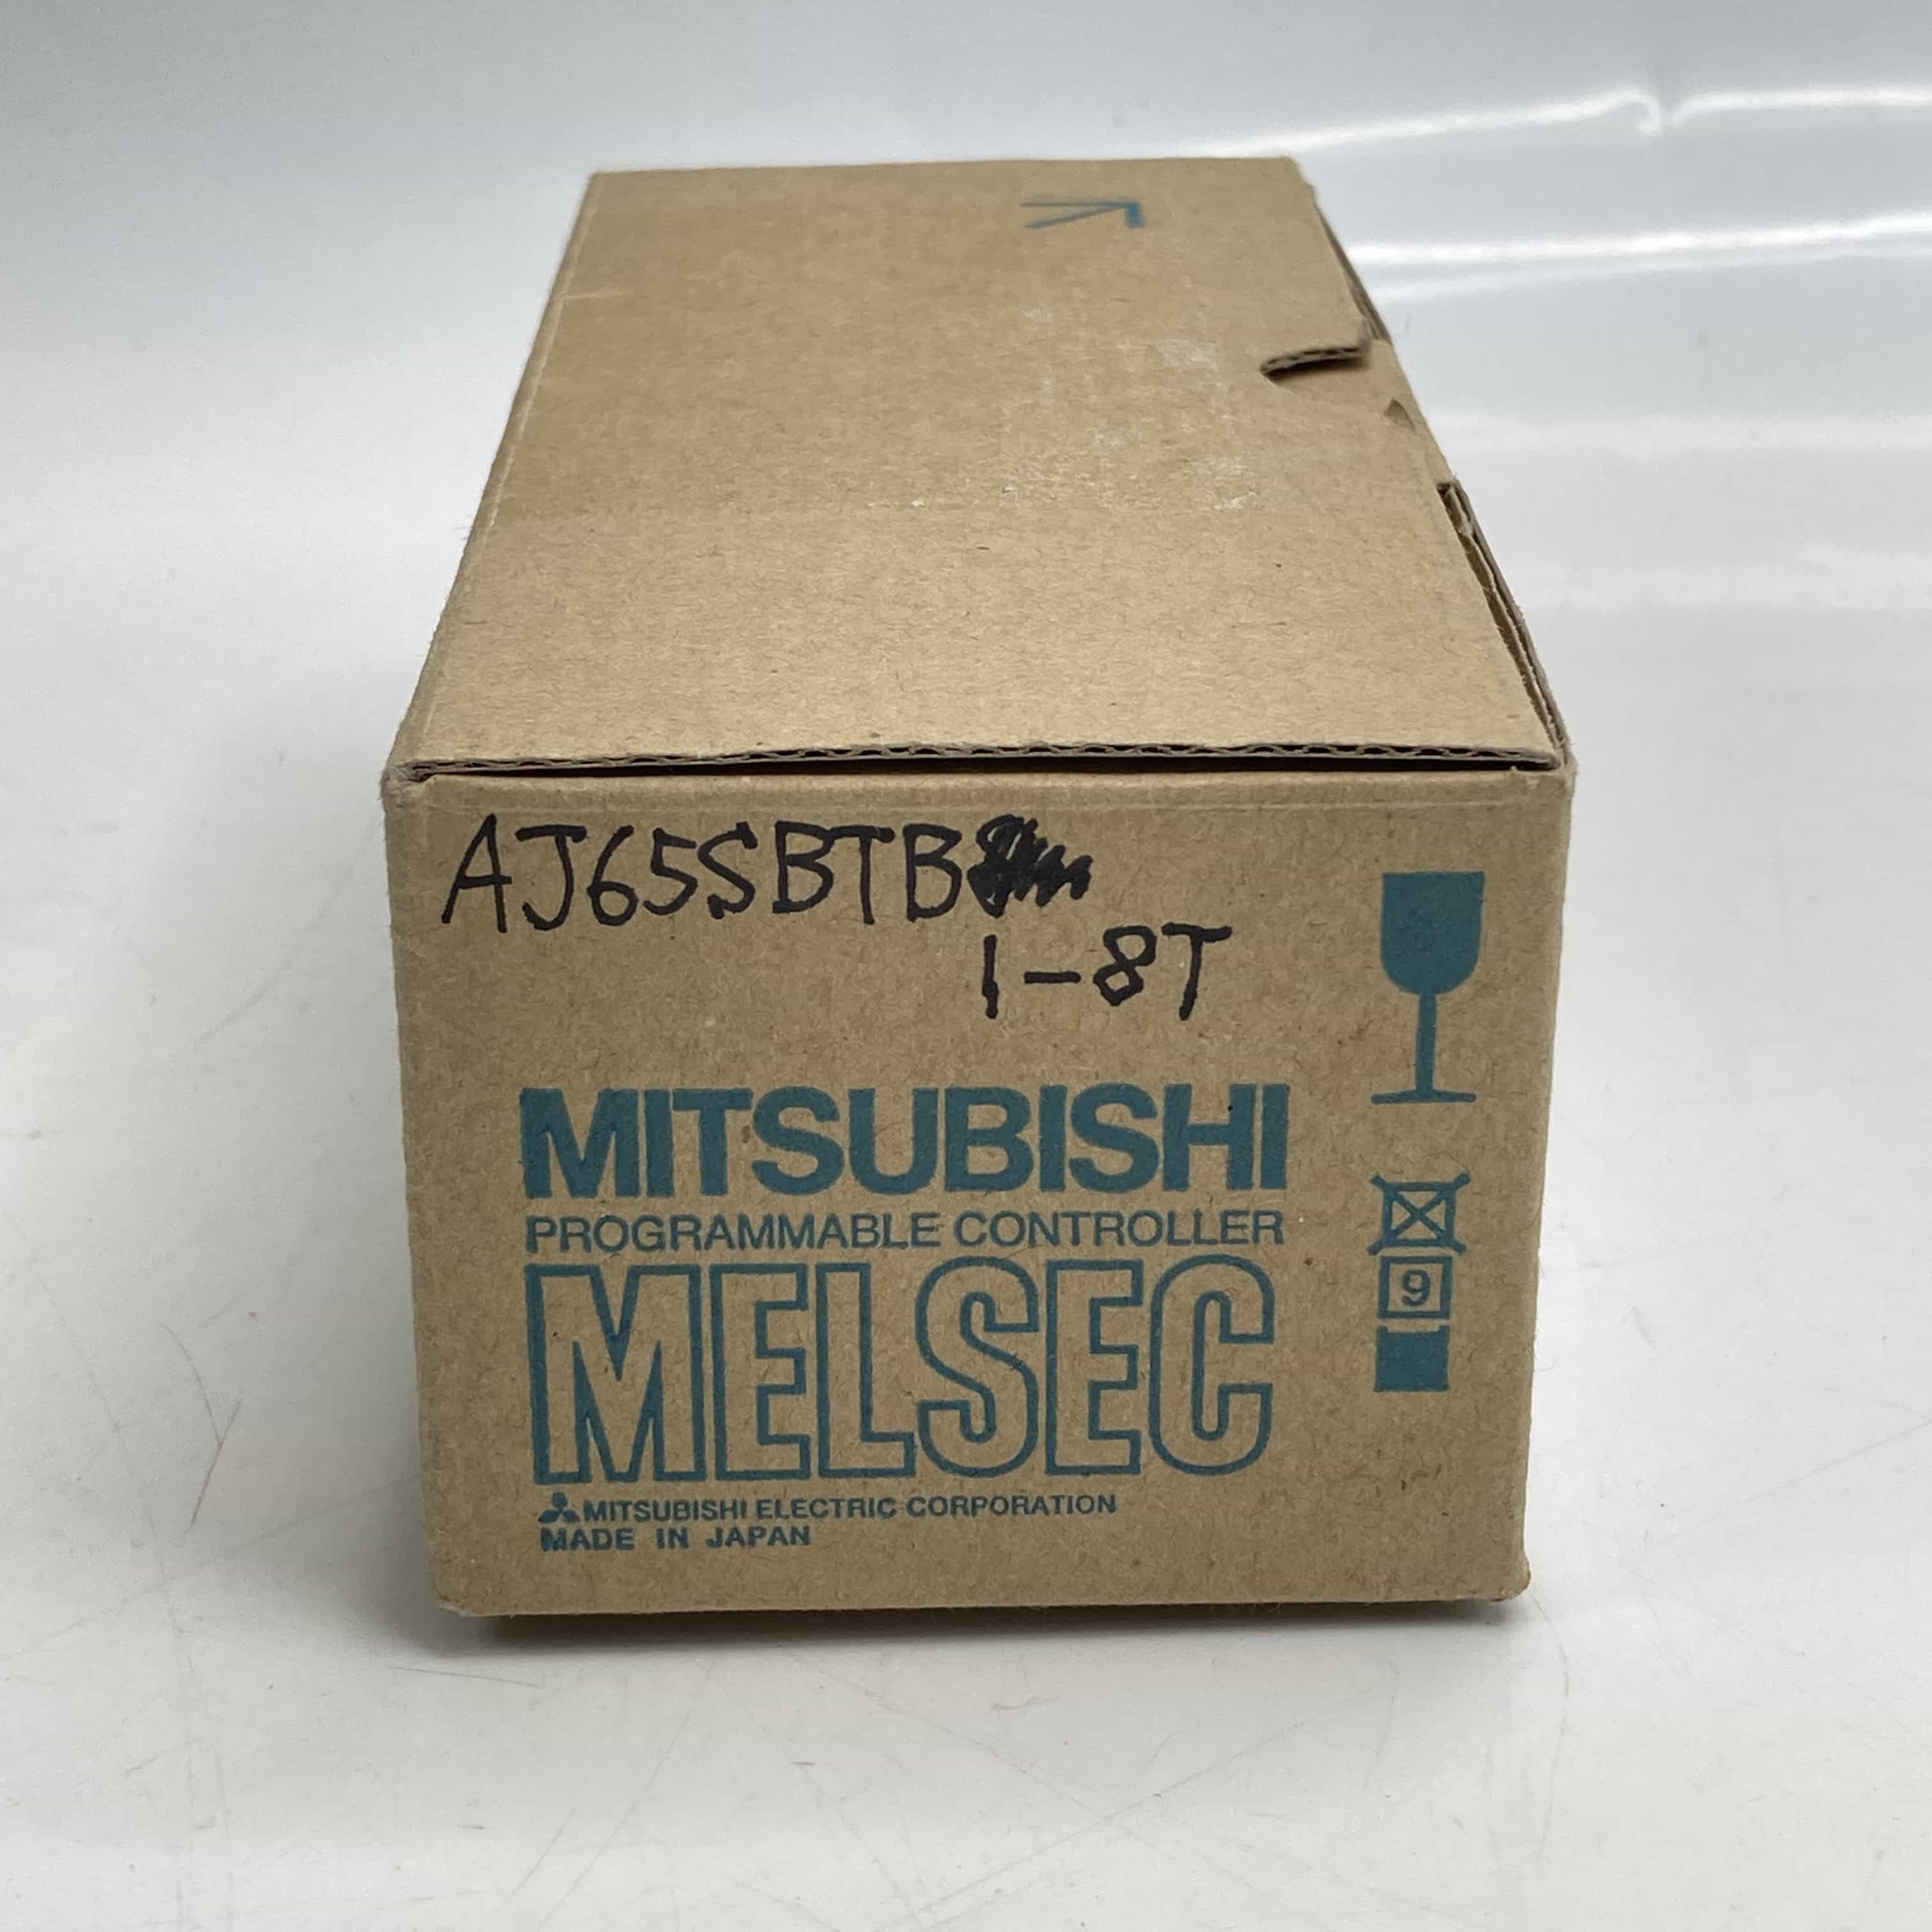 AJ65SBTB
1-8T
MITSUBISHI
PROGRAMMABLE CONTROLLER
MELSEC
MITSUBISHI ELECTRIC CORPORATION
MADE IN JAPAN
9